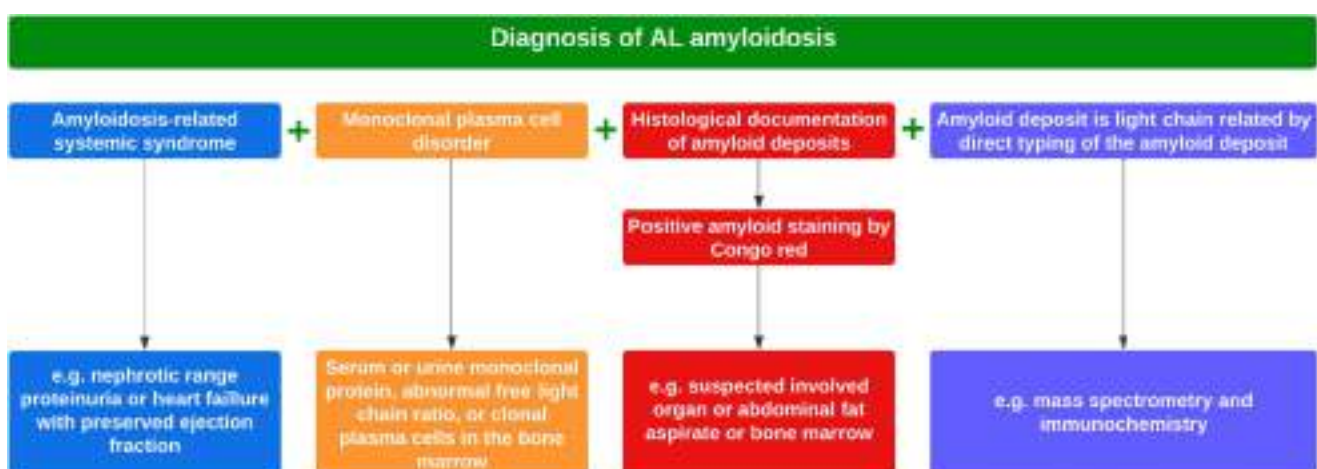 Diagnosis of AL amyloidosis
Amyloidosis-related
systemic syndrome
+
Monoclonal plasma cell
disorder
+
Histological documentation
of amyloid deposits
+
Amyloid deposit is light chain related by
direct typing of the amyloid deposit
Positive amyloid staining by
Congo red
e.g. nephrotic range
proteinuria or heart faillure
with preserved ejection
fraction
Serum or urine monoclonal
protein, abnormal free light
chain ratio, or clonal
plasma cells in the bone
marrow
e.g. suspected involved
organ or abdominal fat
aspirate or bone marrow
e.g. mass spectrometry and
immunochemistry